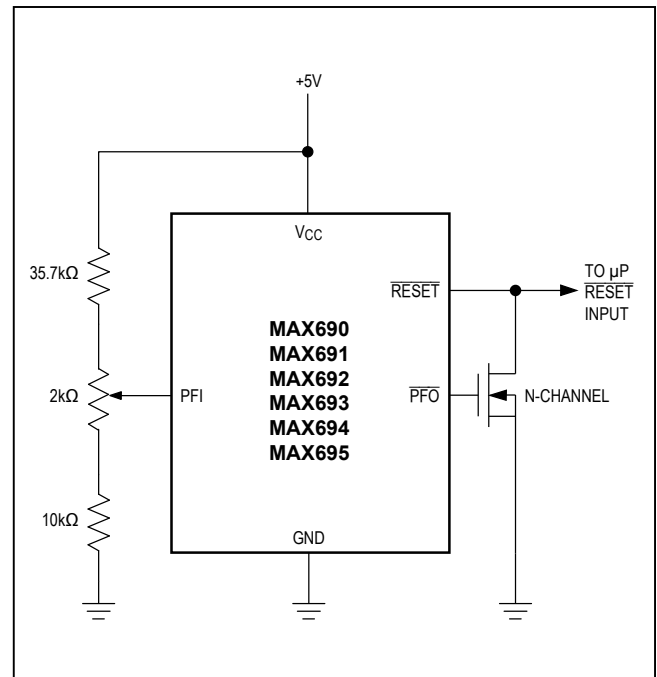 +5V
VCC
35.7kΩ
RESET
TO µP
RESET
INPUT
MAX690
MAX691
MAX692
MAX693
MAX694
MAX695
2kΩ
PFI
PFO
N-CHANNEL
10kΩ
GND